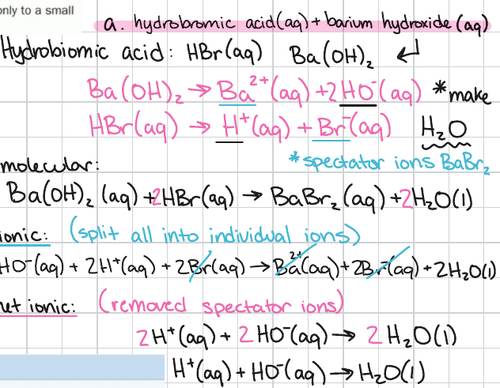 only to a small
a. hydrobromic acid(aq) + barium hydroxide (aq)
Hydrobiomic acid: HBr(aq) Ba(OH)₂ ↵
Ba(OH)₂ → Ba²⁺(aq) + 2HO⁻(aq) *make
HBr(aq) → H⁺(aq) + Br⁻(aq) H₂O
molecular: *spectator ions BaBr₂
Ba(OH)₂ (aq) + 2HBr(aq) → BaBr₂ (aq) + 2H₂O(l)
ionic: (split all into individual ions)
HO⁻(aq) + 2H⁺(aq) + 2Br(aq) → Ba²⁺(aq) + 2Br⁻(aq) + 2H₂O(l)
et ionic: (removed spectator ions)
2H⁺(aq) + 2HO⁻(aq) → 2H₂O(l)
H⁺(aq) + HO⁻(aq) → H₂O(l)